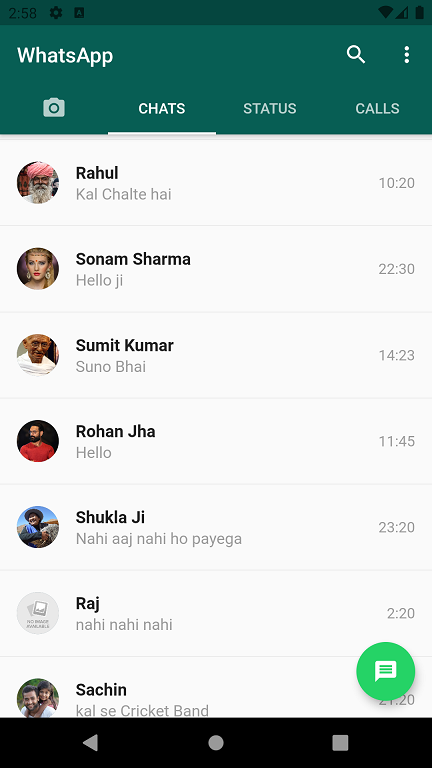 2:58
WhatsApp
CHATS STATUS CALLS
Rahul
10:20
Kal Chalte hai
Sonam Sharma
22:30
Hello ji
Sumit Kumar
14:23
Suno Bhai
Rohan Jha
11:45
Hello
Shukla Ji
23:20
Nahi aaj nahi ho payega
NO IMAGE
AVAILABLE
Raj
2:20
nahi nahi nahi
Sachin
21:20
kal se Cricket Band